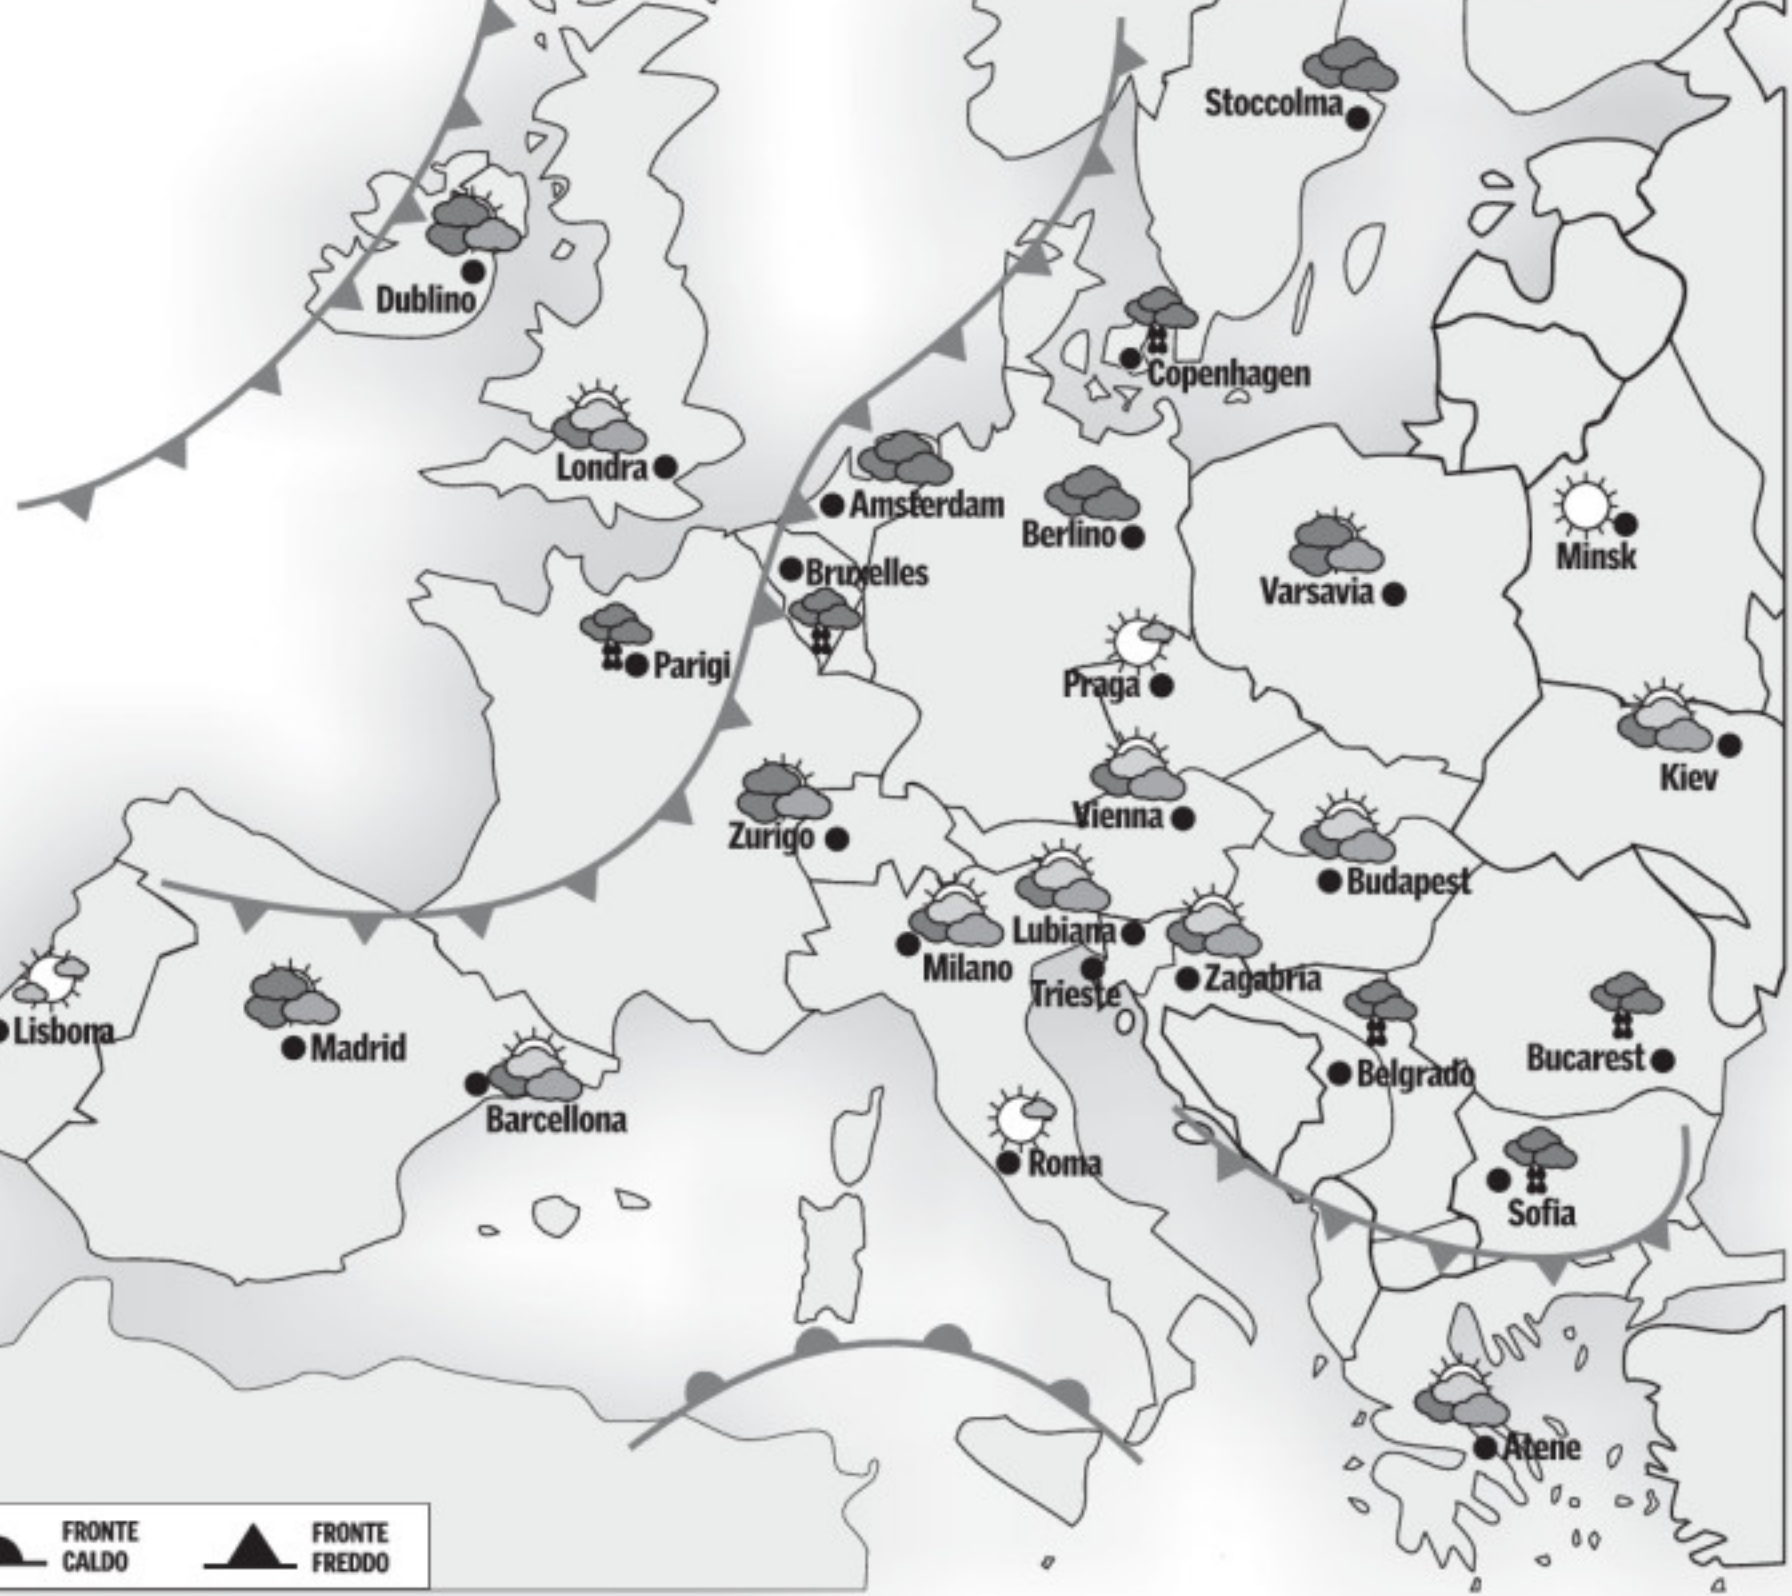 Stoccolma
Dublino
Copenhagen
Londra
Amsterdam
Berlino
Minsk
Bruxelles
Varsavia
Parigi
Praga
Kiev
Vienna
Zurigo
Budapest
Lubiana
Milano
Zagabria
Trieste
Lisbona
Madrid
Belgrado
Bucarest
Barcellona
Roma
Sofia
Atene
FRONTE
CALDO
FRONTE
FREDDO